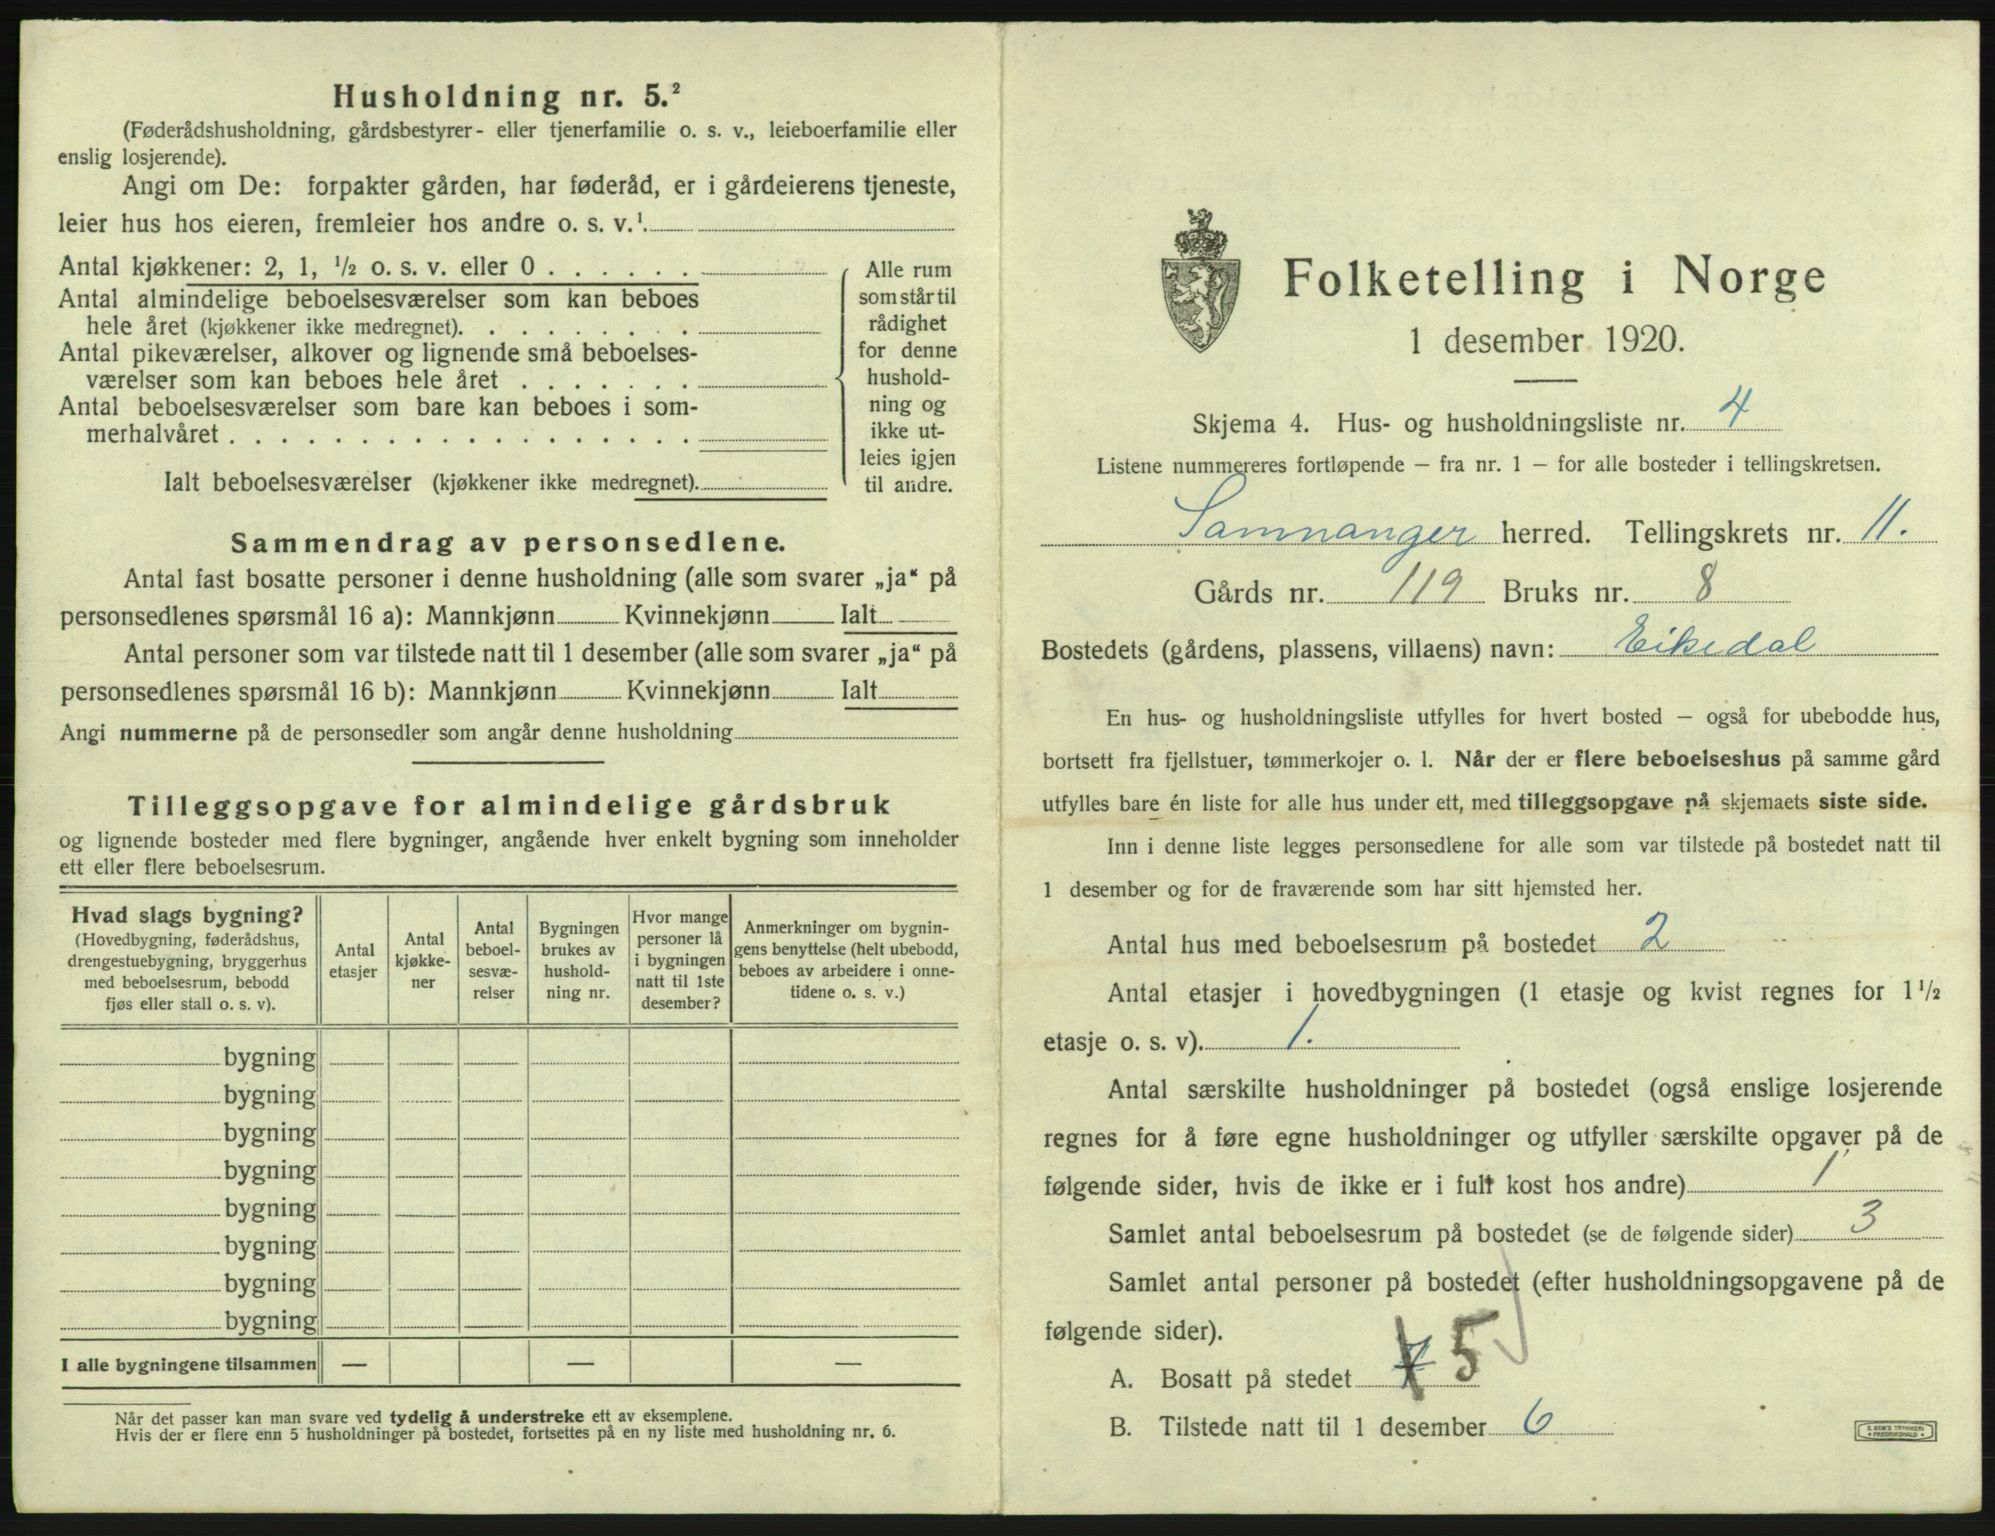 Husholdning nr. 5.²
(Føderådshusholdning, gårdsbestyrer- eller tjenerfamilie o. s. v., leieboerfamilie eller
enslig losjerende).
Angi om De: forpakter gården, har føderåd, er i gårdeierens tjeneste,
leier hus hos eieren, fremleier hos andre o. s. v.¹.
Antal kjøkkener: 2, 1, ½ o. s. v. eller 0 . . . . . .
Antal almindelige beboelsesværelser som kan beboes
hele året (kjøkkener ikke medregnet). . . . . . . . .
Antal pikeværelser, alkover og lignende små beboelses-
værelser som kan beboes hele året . . . . . . .
Antal beboelsesværelser som bare kan beboes i som-
merhalvåret . . . . . . . . . . . . . . . . . .
Ialt beboelsesværelser (kjøkkener ikke medregnet).
Alle rum
som står til
rådighet
for denne
hushold-
ning og
ikke ut-
leies igjen
til andre.
Sammendrag av personsedlene.
Antal fast bosatte personer i denne husholdning (alle som svarer „ja“ på
personsedlenes spørsmål 16 a): Mannkjønn Kvinnekjønn Ialt
Antal personer som var tilstede natt til 1 desember (alle som svarer „ja“ på
personsedlenes spørsmål 16 b): Mannkjønn Kvinnekjønn Ialt
Angi nummerne på de personsedler som angår denne husholdning
Tilleggsopgave for almindelige gårdsbruk
og lignende bosteder med flere bygninger, angående hver enkelt bygning som inneholder
ett eller flere beboelsesrum.
Hvad slags bygning?
(Hovedbygning, føderådshus,
drengestuebygning, bryggerhus
med beboelsesrum, bebodd
fjøs eller stall o. s. v).
Antal
etasjer
Antal
kjøkke-
ner
Antal
beboel-
sesvæ-
relser
Bygningen
brukes av
hushold-
ning nr.
Hvor mange
personer lå
i bygningen
natt til 1ste
desember?
Anmerkninger om bygnin-
gens benyttelse (helt ubebodd,
beboes av arbeidere i onne-
tidene o. s. v.)
bygning
bygning
bygning
bygning
bygning
bygning
bygning
bygning
I alle bygningene tilsammen — — —
Når det passer kan man svare ved tydelig å understreke ett av eksemplene.
Hvis der er flere enn 5 husholdninger på bostedet, fortsettes på en ny liste med husholdning nr. 6.
Folketelling i Norge
1 desember 1920.
Skjema 4. Hus- og husholdningsliste nr. 4
Listene nummereres fortløpende — fra nr. 1 — for alle bosteder i tellingskretsen.
Samnanger herred. Tellingskrets nr. 11.
Gårds nr. 119 Bruks nr. 8
Bostedets (gårdens, plassens, villaens) navn: Eikedal
En hus- og husholdningsliste utfylles for hvert bosted — også for ubebodde hus,
bortsett fra fjellstuer, tømmerkojer o. l. Når der er flere beboelseshus på samme gård
utfylles bare én liste for alle hus under ett, med tilleggsopgave på skjemaets siste side.
Inn i denne liste legges personsedlene for alle som var tilstede på bostedet natt til
1 desember og for de fraværende som har sitt hjemsted her.
Antal hus med beboelsesrum på bostedet 2
Antal etasjer i hovedbygningen (1 etasje og kvist regnes for 1½
etasje o. s. v). 1.
Antal særskilte husholdninger på bostedet (også enslige losjerende
regnes for å føre egne husholdninger og utfyller særskilte opgaver på de
følgende sider, hvis de ikke er i full kost hos andre) 1
Samlet antal beboelsesrum på bostedet (se de følgende sider) 3
Samlet antal personer på bostedet (efter husholdningsopgavene på de
følgende sider).
A. Bosatt på stedet 7 5
B. Tilstede natt til 1 desember 6
E. SEM'S TRYKKERI
FREDRIKSHALD